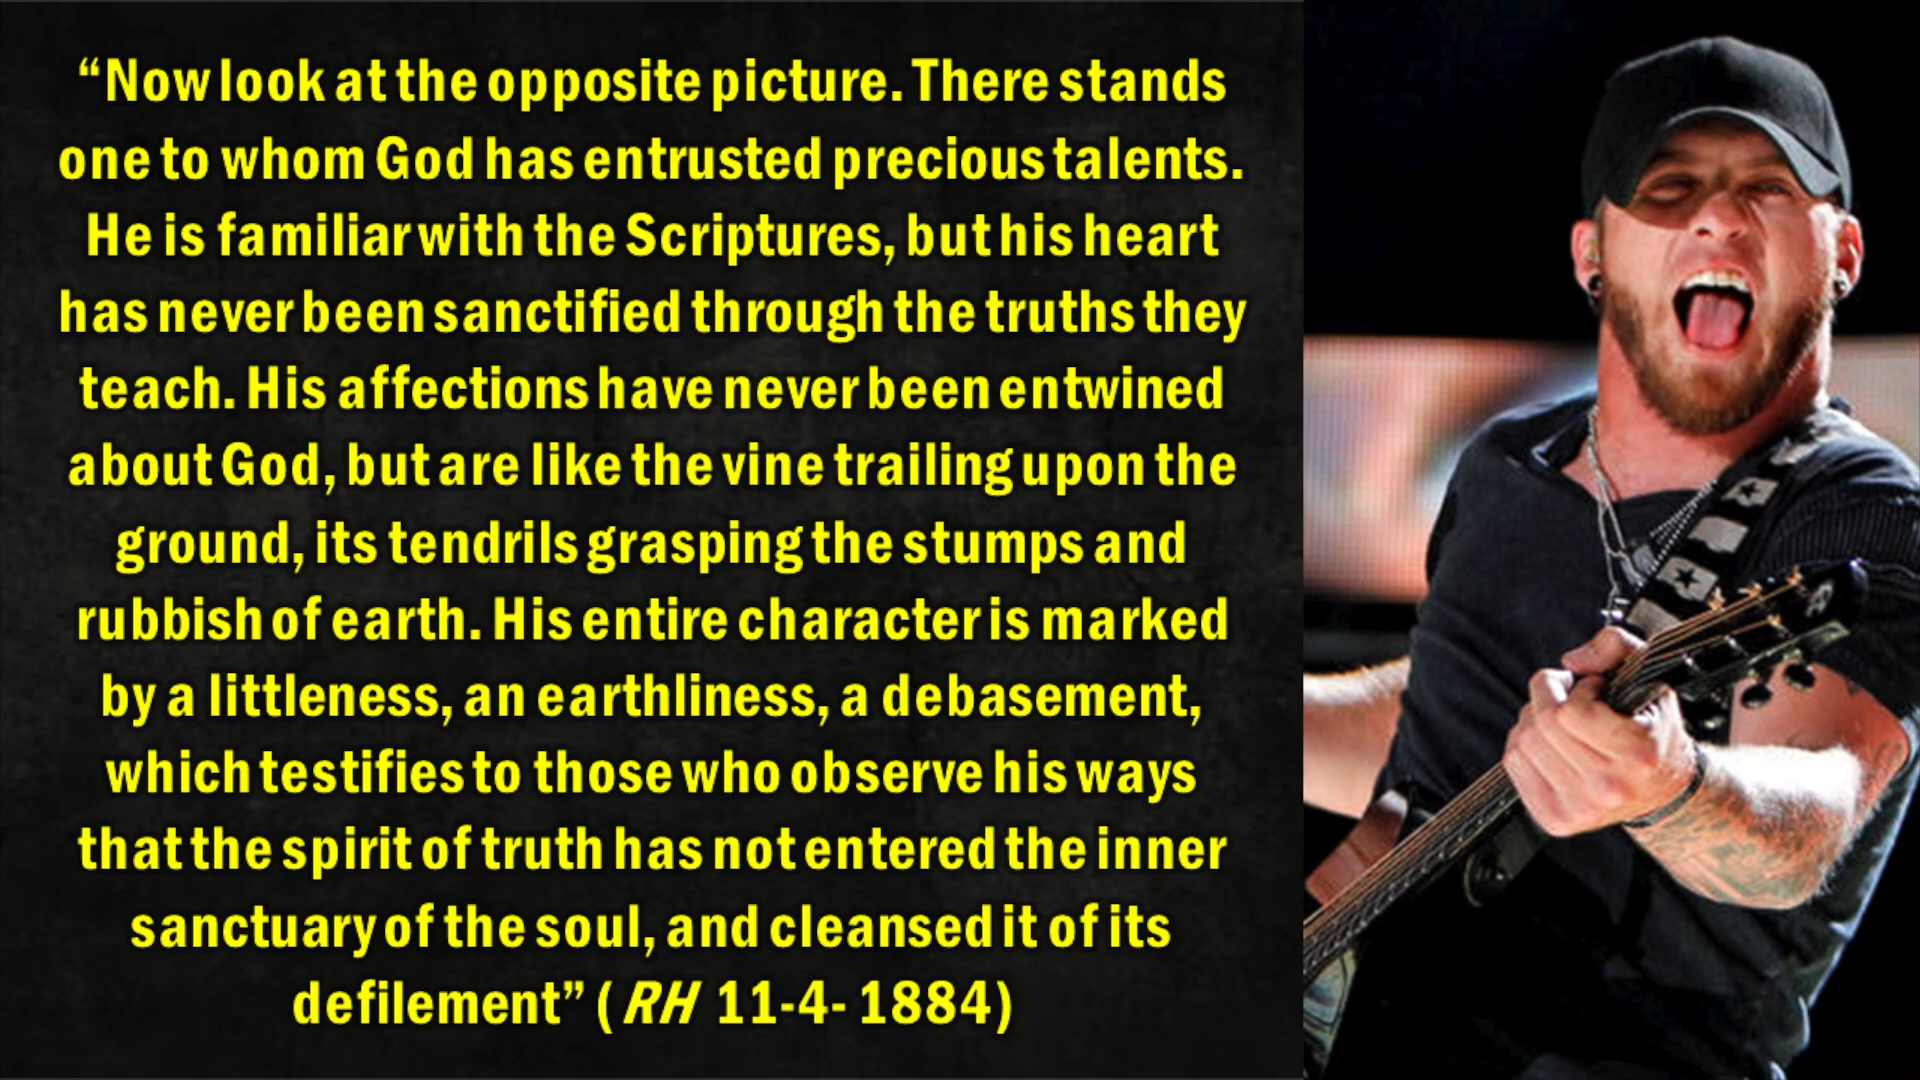 “Now look at the opposite picture. There stands
one to whom God has entrusted precious talents.
He is familiar with the Scriptures, but his heart
has never been sanctified through the truths they
teach. His affections have never been entwined
about God, but are like the vine trailing upon the
ground, its tendrils grasping the stumps and
rubbish of earth. His entire character is marked
by a littleness, an earthliness, a debasement,
which testifies to those who observe his ways
that the spirit of truth has not entered the inner
sanctuary of the soul, and cleansed it of its
defilement” ( RH 11-4- 1884)